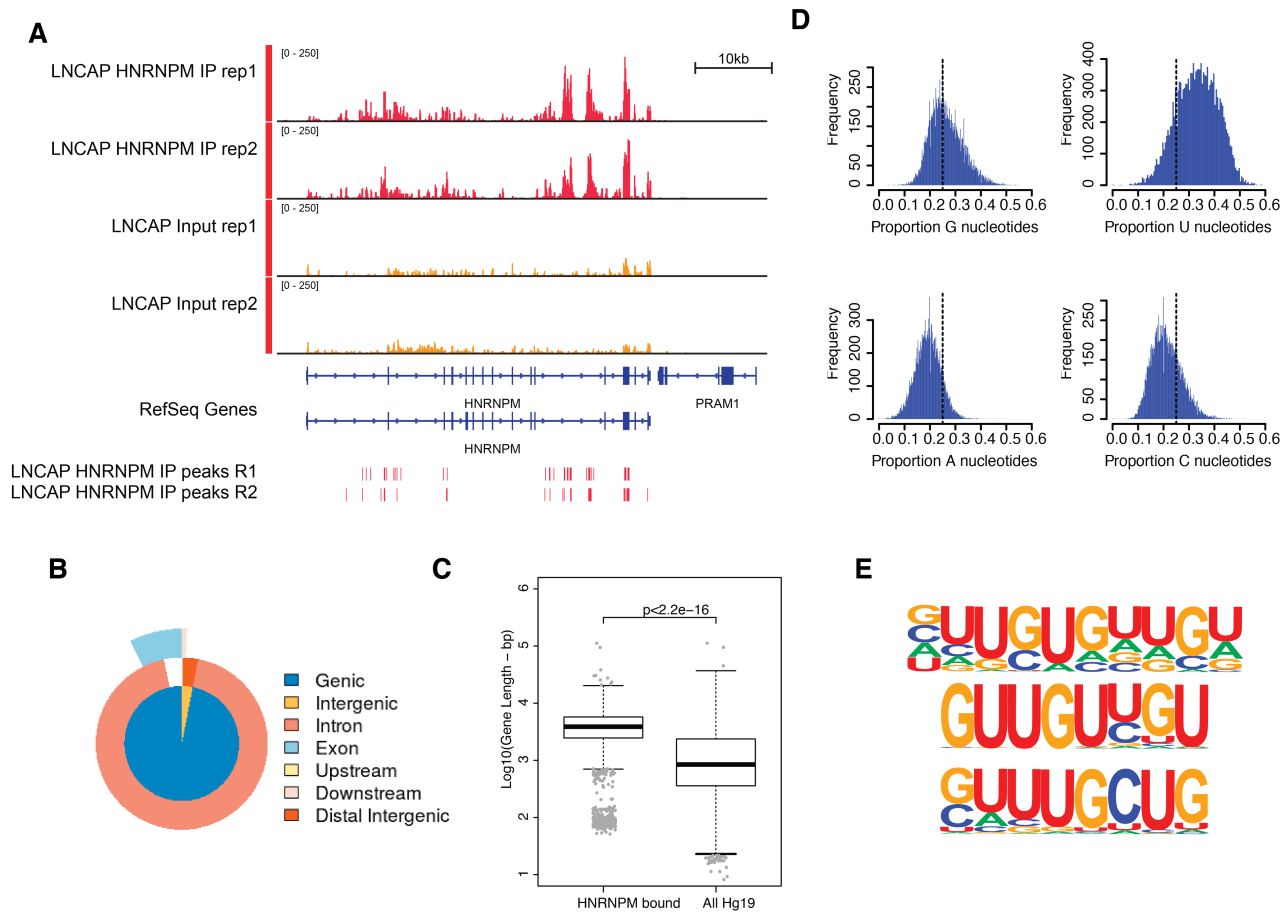 A
LNCAP HNRNPM IP rep1
[0 - 250]
10kb
LNCAP HNRNPM IP rep2
[0 - 250]
LNCAP Input rep1
[0 - 250]
LNCAP Input rep2
[0 - 250]
RefSeq Genes
HNRNPM
PRAM1
HNRNPM
LNCAP HNRNPM IP peaks R1
LNCAP HNRNPM IP peaks R2
D
Frequency
0 50 150 250
0.0 0.1 0.2 0.3 0.4 0.5 0.6
Proportion G nucleotides
Frequency
0 100 200 300 400
0.0 0.1 0.2 0.3 0.4 0.5 0.6
Proportion U nucleotides
Frequency
0 100 200 300
0.0 0.1 0.2 0.3 0.4 0.5 0.6
Proportion A nucleotides
Frequency
0 50 150 250
0.0 0.1 0.2 0.3 0.4 0.5 0.6
Proportion C nucleotides
B
Genic
Intergenic
Intron
Exon
Upstream
Downstream
Distal Intergenic
C
Log10(Gene Length − bp)
6
5
4
3
2
1
p<2.2e−16
HNRNPM bound
All Hg19
E
GUUGUGUUGU
GUUGUUGU
GUUUGCUG